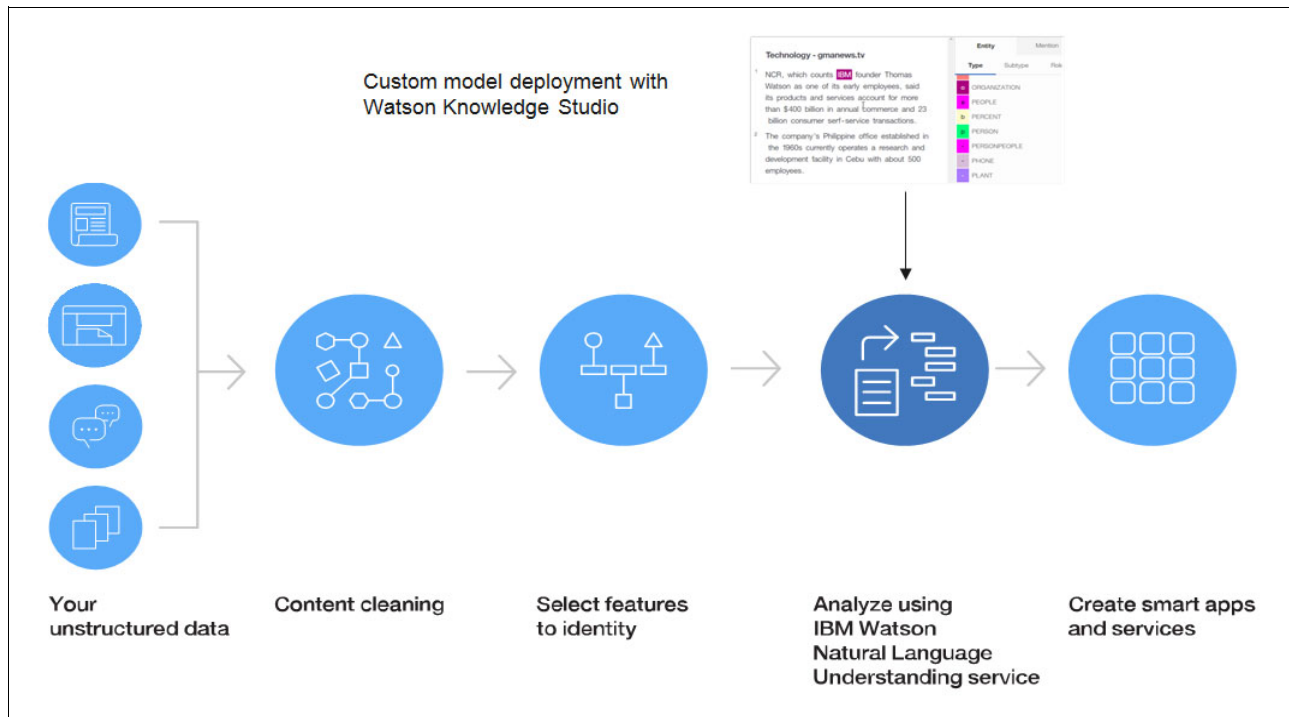 Custom model deployment with
Watson Knowledge Studio
Technology - gmanews.tv
1 NCR, which counts IBM founder Thomas
Watson as one of its early employees, said
its products and services account for more
than $400 billion in annual commerce and 23
billion consumer serf-service transactions.
2 The company's Philippine office established in
the 1960s currently operates a research and
development facility in Cebu with about 500
employees.
Entity Mention
Type Subtype
ORGANIZATION
PEOPLE
b PERCENT
PERSON
PERSONPEOPLE
PHONE
PLANT
Your
unstructured data
Content cleaning
Select features
to identity
Analyze using
IBM Watson
Natural Language
Understanding service
Create smart apps
and services